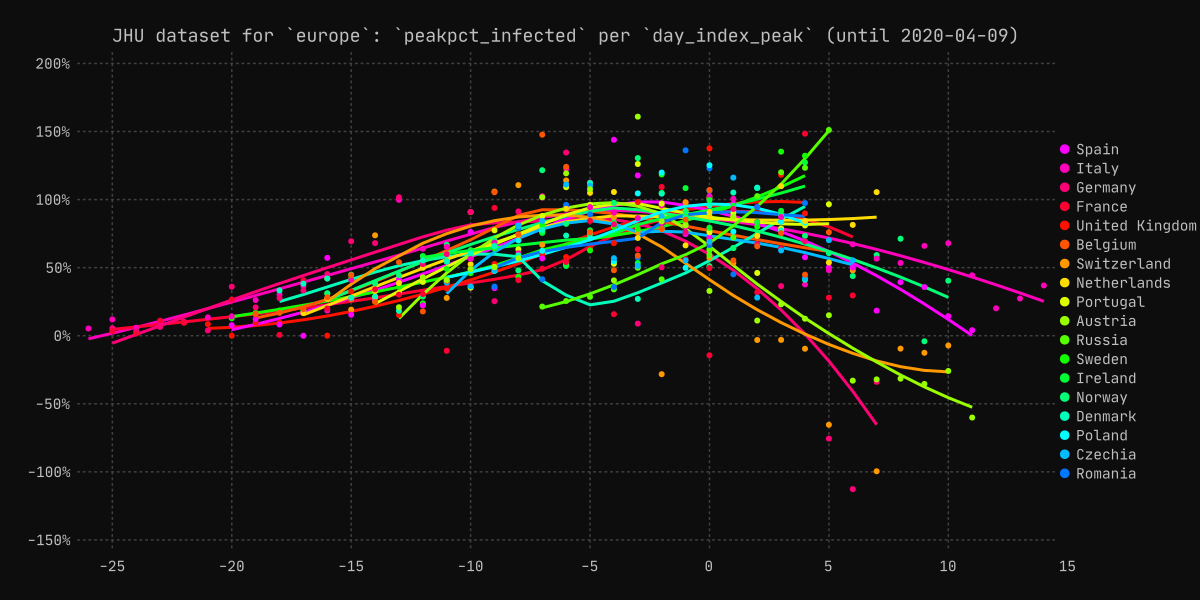 JHU dataset for `europe`: `peakpct_infected` per `day_index_peak` (until 2020-04-09)
200%
150%
100%
50%
0%
-50%
-100%
-150%
-25 -20 -15 -10 -5 0 5 10 15
Spain
Italy
Germany
France
United Kingdom
Belgium
Switzerland
Netherlands
Portugal
Austria
Russia
Sweden
Ireland
Norway
Denmark
Poland
Czechia
Romania